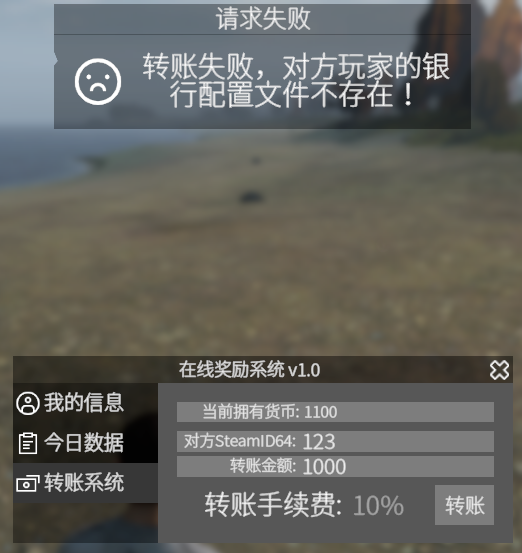 请求失败
转账失败，对方玩家的银
行配置文件不存在！
在线奖励系统 v1.0
我的信息
当前拥有货币: 1100
今日数据
对方SteamID64: 123
转账金额: 1000
转账系统
转账手续费: 10%
转账